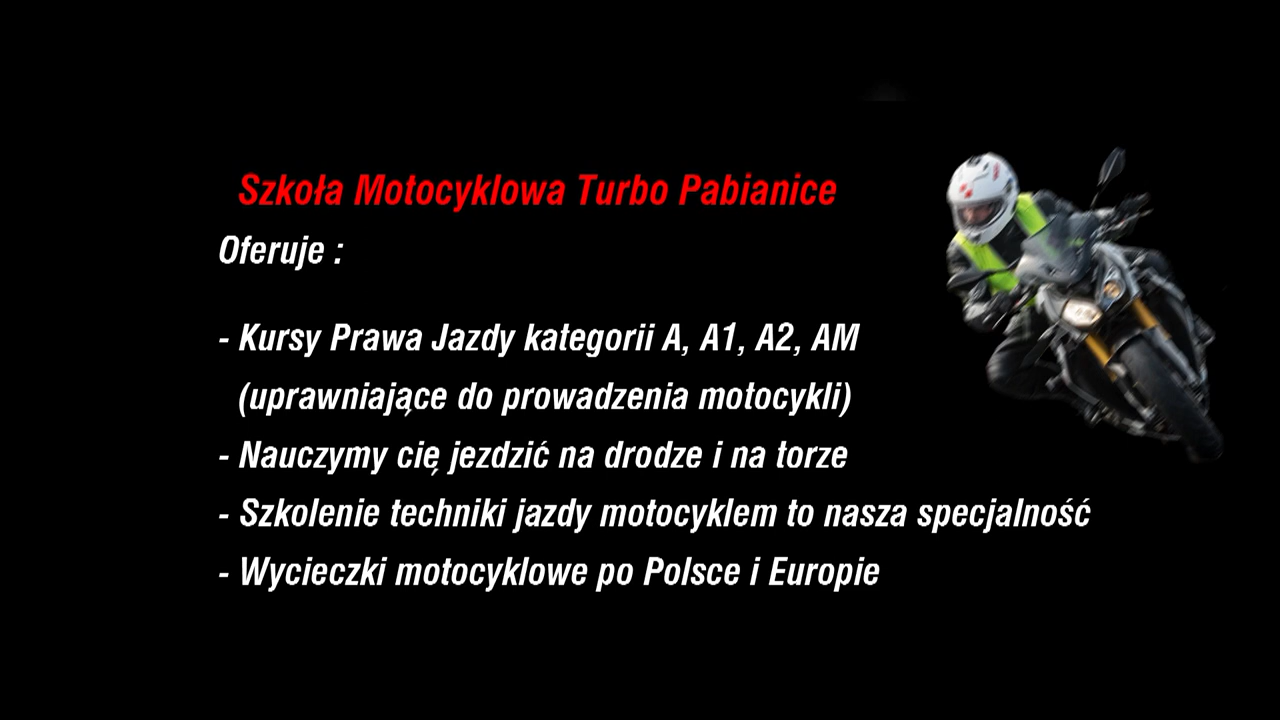 Szkoła Motocyklowa Turbo Pabianice
Oferuje :
- Kursy Prawa Jazdy kategorii A, A1, A2, AM
(uprawniające do prowadzenia motocykli)
- Nauczymy cię jezdzić na drodze i na torze
- Szkolenie techniki jazdy motocyklem to nasza specjalność
- Wycieczki motocyklowe po Polsce i Europie